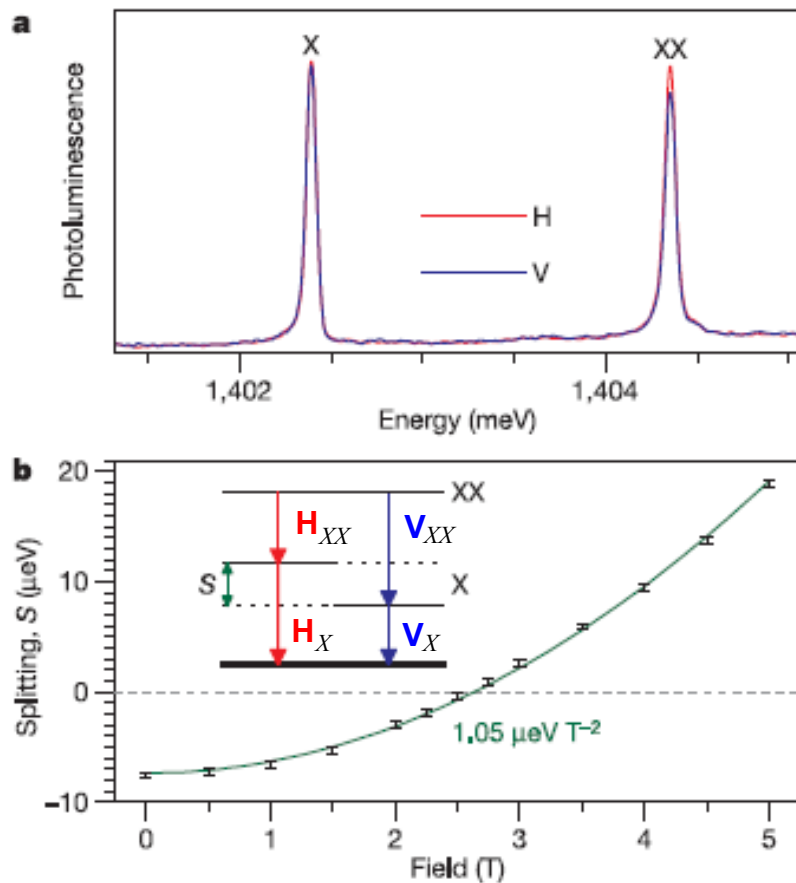 a
X
XX
Photoluminescence
H
V
1,402
1,404
Energy (meV)
b
20
10
0
−10
Splitting, S (μeV)
XX
H_XX
V_XX
S
X
H_X
V_X
1.05 μeV T⁻²
0
1
2
3
4
5
Field (T)